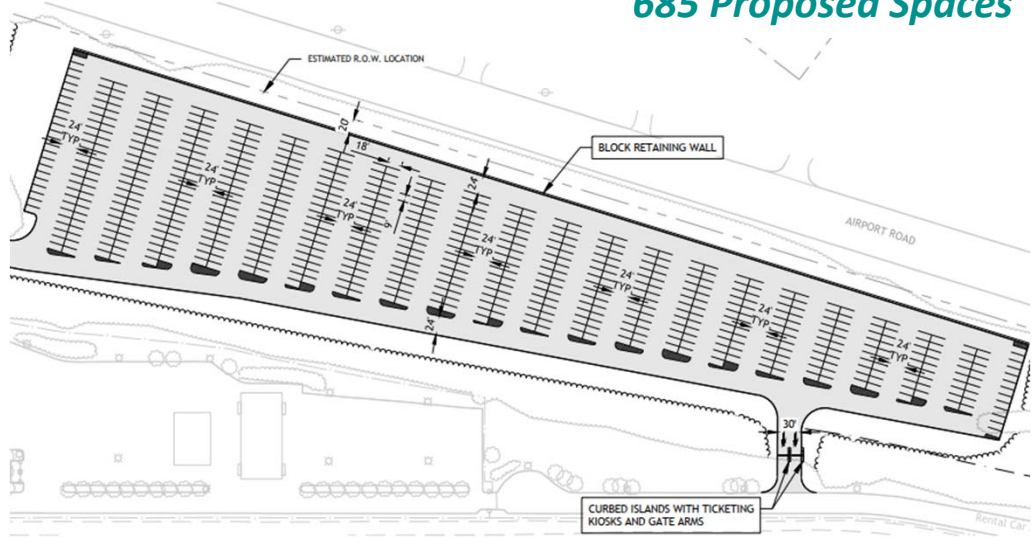 685 Proposed Spaces
ESTIMATED R.O.W. LOCATION
20'
18'
BLOCK RETAINING WALL
24'
TYP
24'
24'
TYP
24'
TYP
9'
AIRPORT ROAD
24'
TYP
24'
TYP
24'
24'
TYP
24'
TYP
30'
CURBED ISLANDS WITH TICKETING
KIOSKS AND GATE ARMS
Rental Car